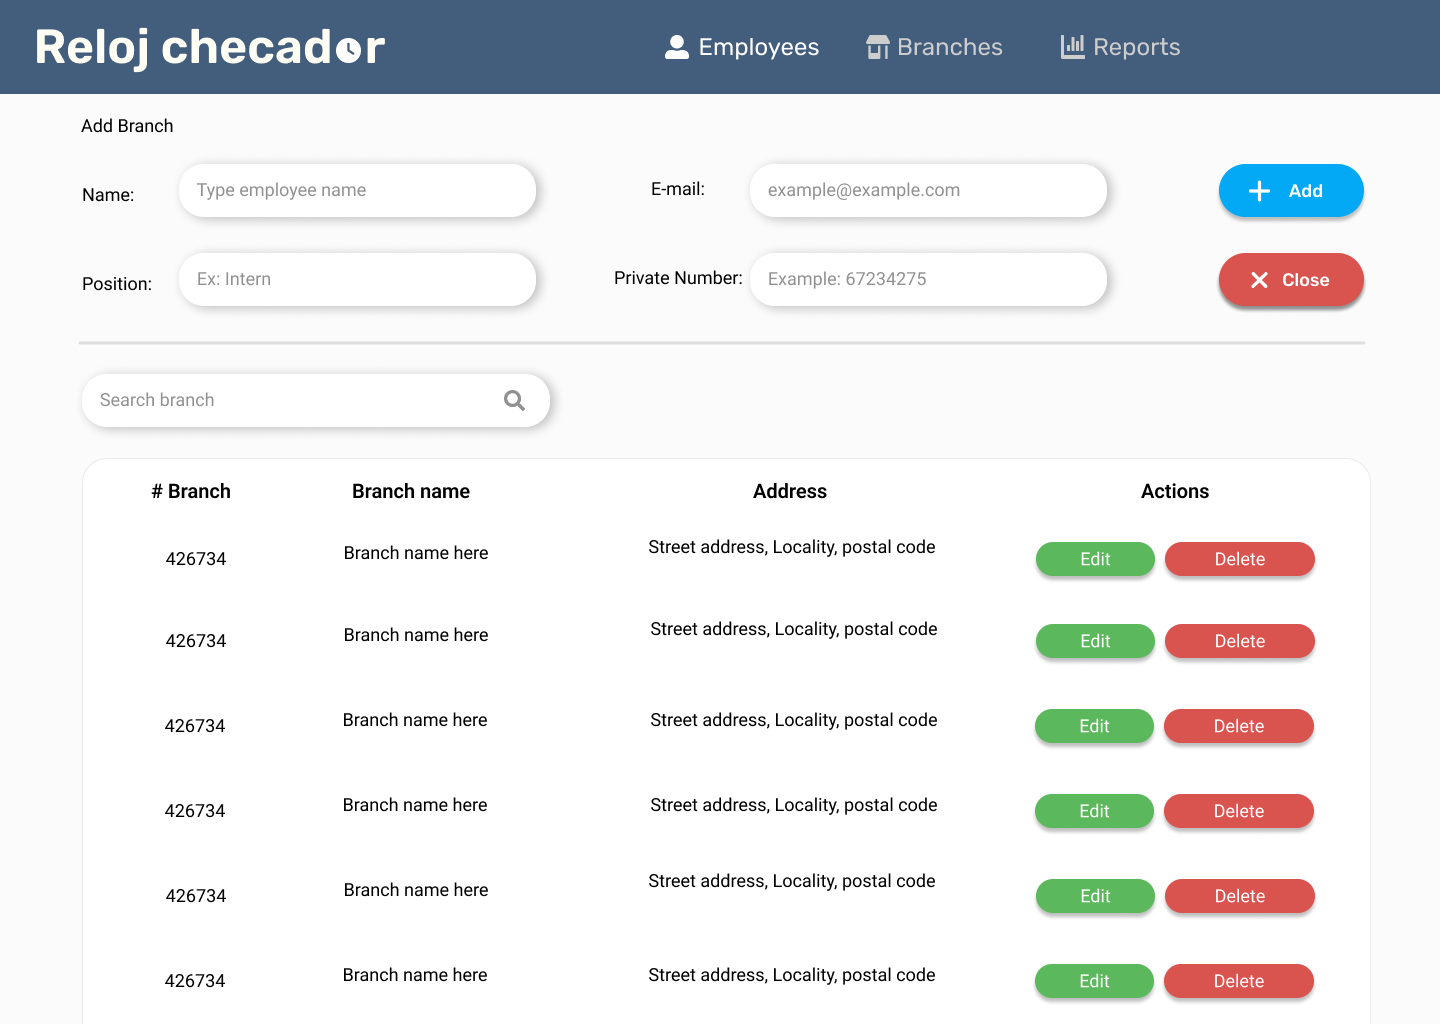 Reloj checador
Employees
Branches
Reports
Add Branch
Name:
Type employee name
E-mail:
example@example.com
Add
Position:
Ex: Intern
Private Number:
Example: 67234275
Close
Search branch
# Branch
Branch name
Address
Actions
426734
Branch name here
Street address, Locality, postal code
Edit
Delete
426734
Branch name here
Street address, Locality, postal code
Edit
Delete
426734
Branch name here
Street address, Locality, postal code
Edit
Delete
426734
Branch name here
Street address, Locality, postal code
Edit
Delete
426734
Branch name here
Street address, Locality, postal code
Edit
Delete
426734
Branch name here
Street address, Locality, postal code
Edit
Delete